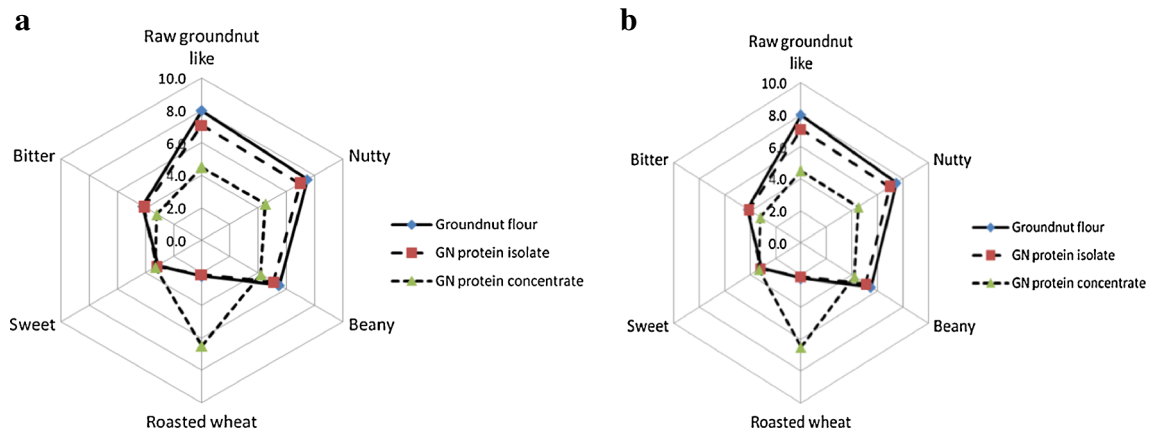 a
Raw groundnut
like
10.0
8.0
6.0
4.0
2.0
0.0
Nutty
Beany
Roasted wheat
Sweet
Bitter
Groundnut flour
GN protein isolate
GN protein concentrate
b
Raw groundnut
like
10.0
8.0
6.0
4.0
2.0
0.0
Nutty
Beany
Roasted wheat
Sweet
Bitter
Groundnut flour
GN protein isolate
GN protein concentrate